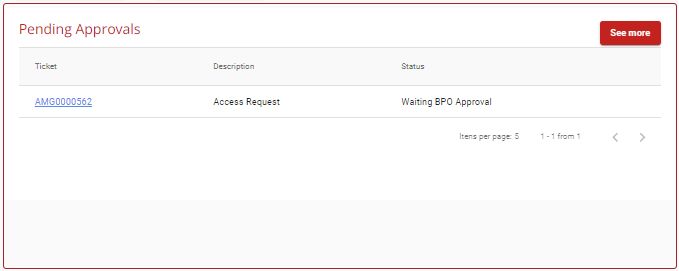 Pending Approvals
See more
Ticket Description Status
AMG0000562 Access Request Waiting BPO Approval
Itens per page: 5 1 - 1 from 1